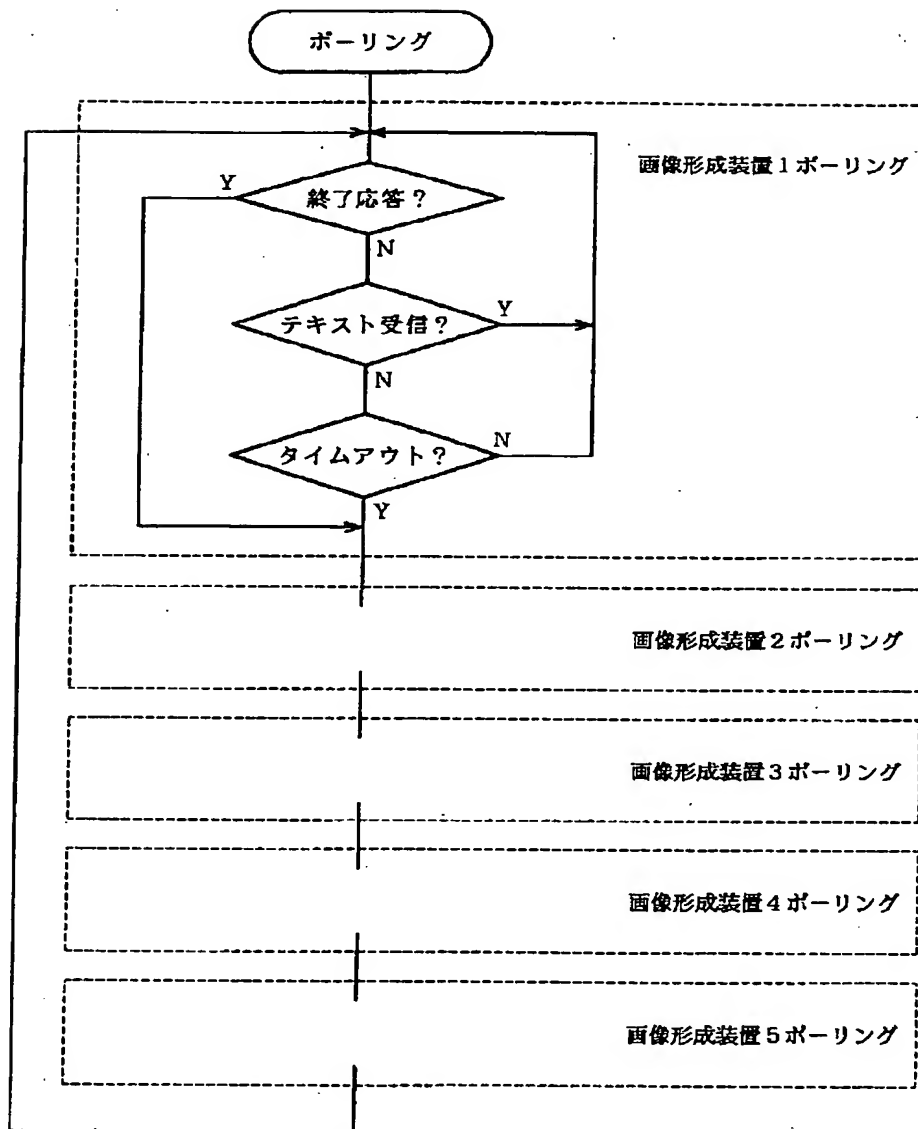 ポーリング
画像形成装置1ポーリング
Y
終了応答?
N
テキスト受信?
Y
N
タイムアウト?
N
Y
画像形成装置2ポーリング
画像形成装置3ポーリング
画像形成装置4ポーリング
画像形成装置5ポーリング